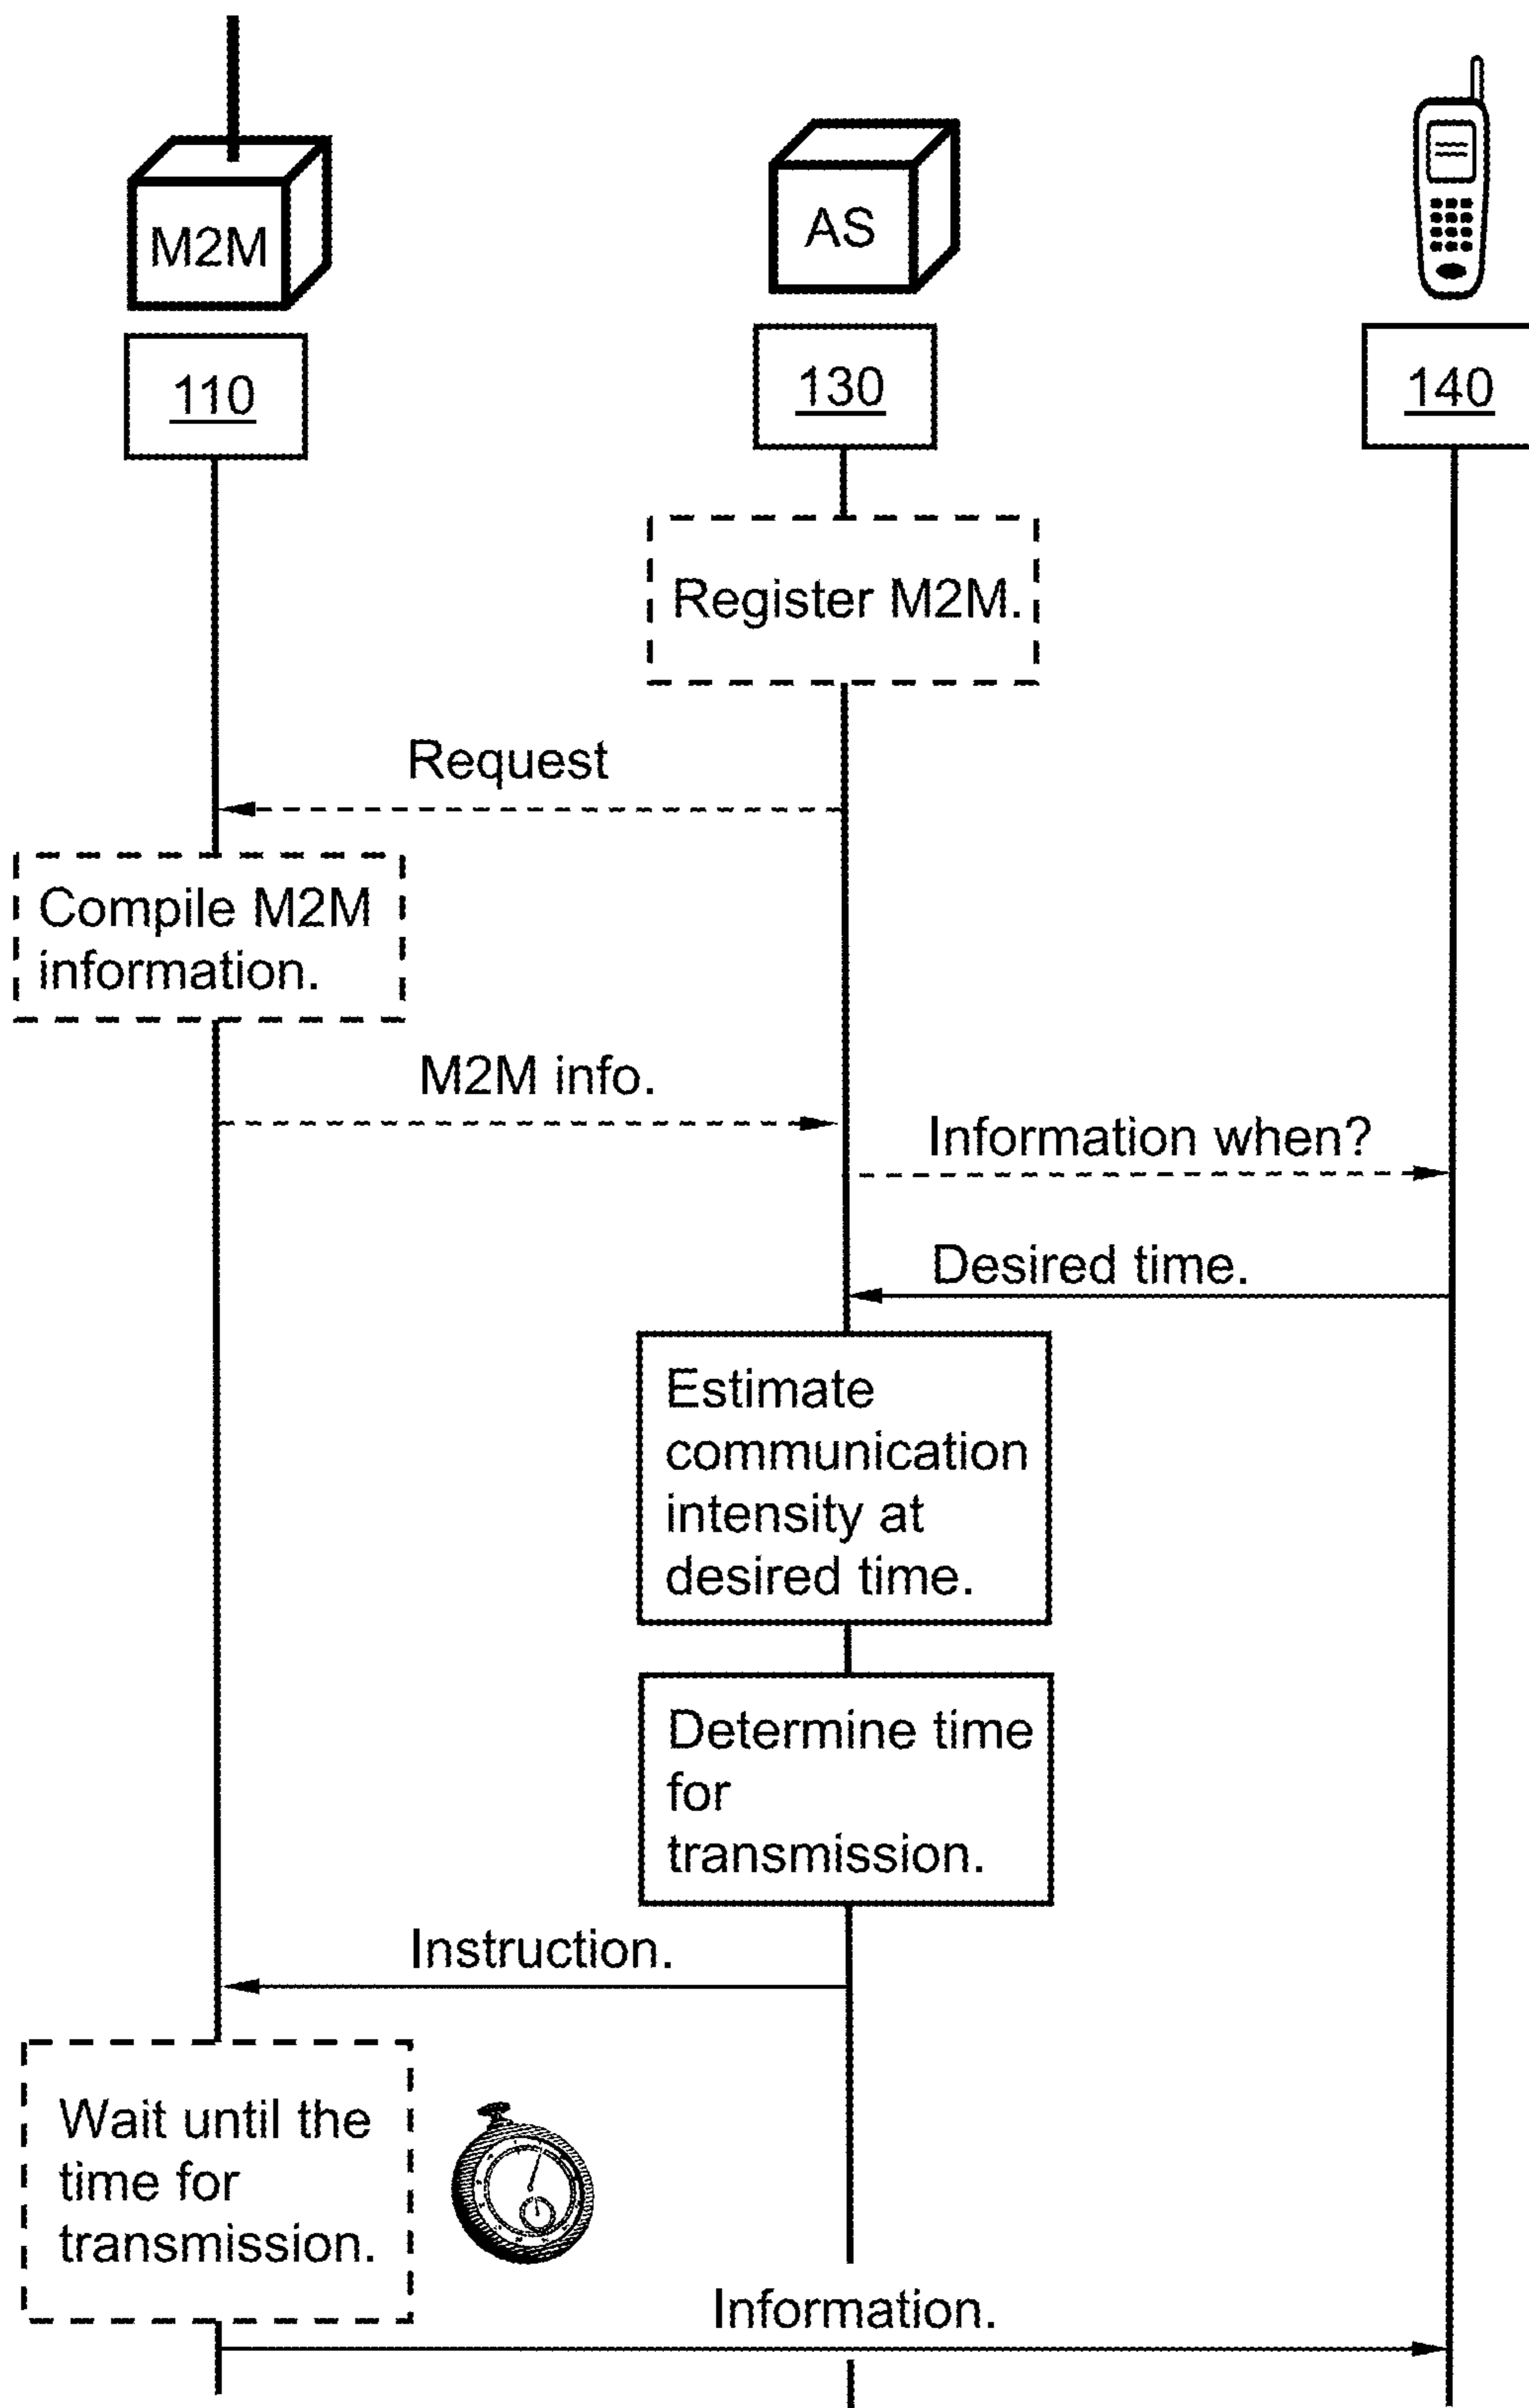 M2M
AS
110
130
140
Register M2M.
Request
Compile M2M
information.
M2M info.
Information when?
Desired time.
Estimate
communication
intensity at
desired time.
Determine time
for
transmission.
Instruction.
Wait until the
time for
transmission.
Information.